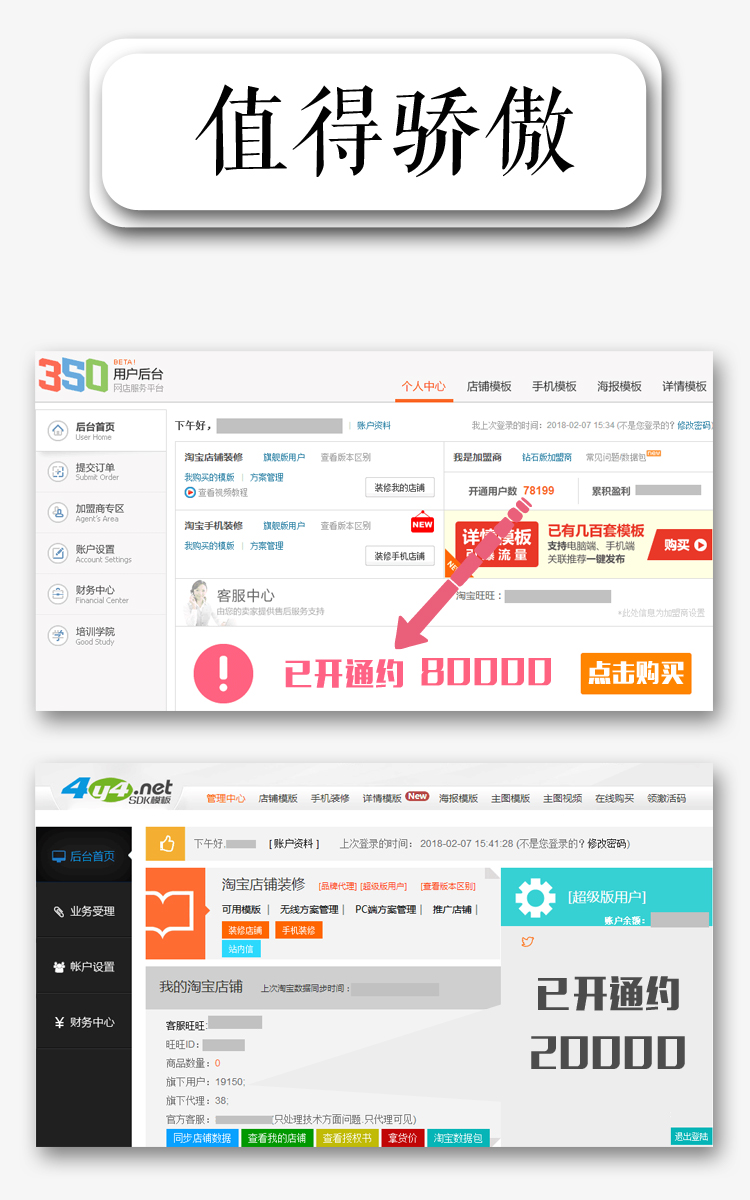 值得骄傲
350
BETA!
用户后台
网店服务平台
个人中心 店铺模板 手机模板 海报模板 详情模板
后台首页
User Home
提交订单
Submit Order
加盟商专区
Agent's Area
账户设置
Account Settings
财务中心
Financial Center
培训学院
Good Study
下午好, 账户资料 我上次登录的时间: 2018-02-07 15:34 (不是您登录的? 修改密码)
淘宝店铺装修 旗舰版用户 查看版本区别
我购买的模版 方案管理
查看视频教程
装修我的店铺
我是加盟商 钻石版加盟商 常见问题/数据包 new
开通用户数 78199 累积盈利
淘宝手机装修 旗舰版用户 查看版本区别
NEW
我购买的模版 方案管理
装修手机店铺
详情模板
引爆流量
已有几百套模板
支持电脑端、手机端
关联推荐一键发布
购买
客服中心
由您的卖家提供售后服务支持
淘宝旺旺:
*此处信息为加盟商设置
已开通约 80000
点击购买
4y4.net
SDK模板
管理中心 店铺模版 手机装修 详情模版 New 海报模版 主图模版 主图视频 在线购买 领激活码
后台首页
业务受理
帐户设置
财务中心
下午好, [账户资料] 上次登录的时间: 2018-02-07 15:41:28 (不是您登录的? 修改密码)
淘宝店铺装修 [品牌代理] [超级版用户] [查看版本区别]
可用模版 | 无线方案管理 | PC端方案管理 | 推广店铺 |
装修店铺 手机装修
站内信
[超级版用户]
账户余额:
我的淘宝店铺 上次淘宝数据同步时间:
客服旺旺:
旺旺ID:
商品数量: 0
旗下用户: 19150;
旗下代理: 38;
官方客服: (只处理技术方面问题.只代理可见)
同步店铺数据 查看我的店铺 查看授权书 拿货价 淘宝数据包
已开通约
20000
退出登陆